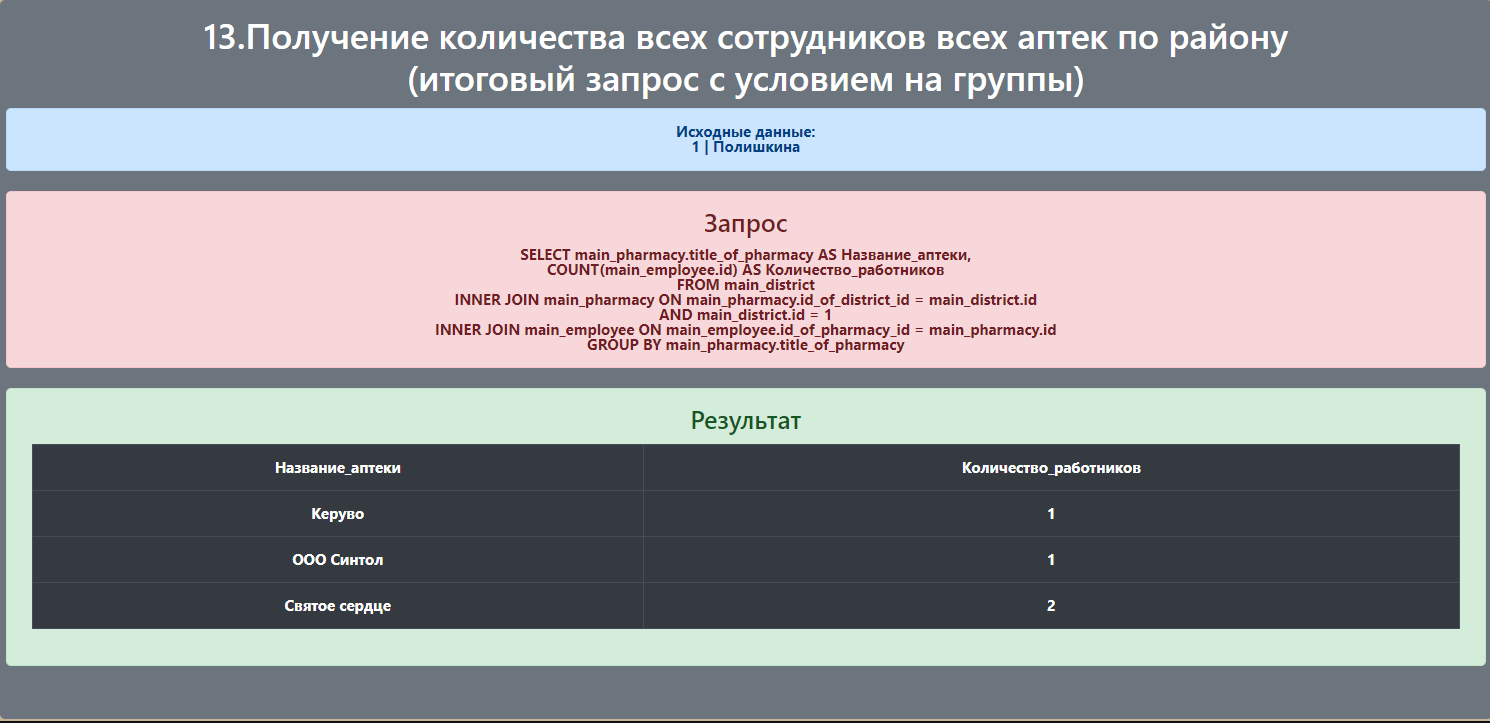 13.Получение количества всех сотрудников всех аптек по району
(итоговый запрос с условием на группы)
Исходные данные:
1 | Полишкина
Запрос
SELECT main_pharmacy.title_of_pharmacy AS Название_аптеки,
COUNT(main_employee.id) AS Количество_работников
FROM main_district
INNER JOIN main_pharmacy ON main_pharmacy.id_of_district_id = main_district.id
AND main_district.id = 1
INNER JOIN main_employee ON main_employee.id_of_pharmacy_id = main_pharmacy.id
GROUP BY main_pharmacy.title_of_pharmacy
Результат
Название_аптеки Количество_работников
Керуво 1
ООО Синтол 1
Святое сердце 2